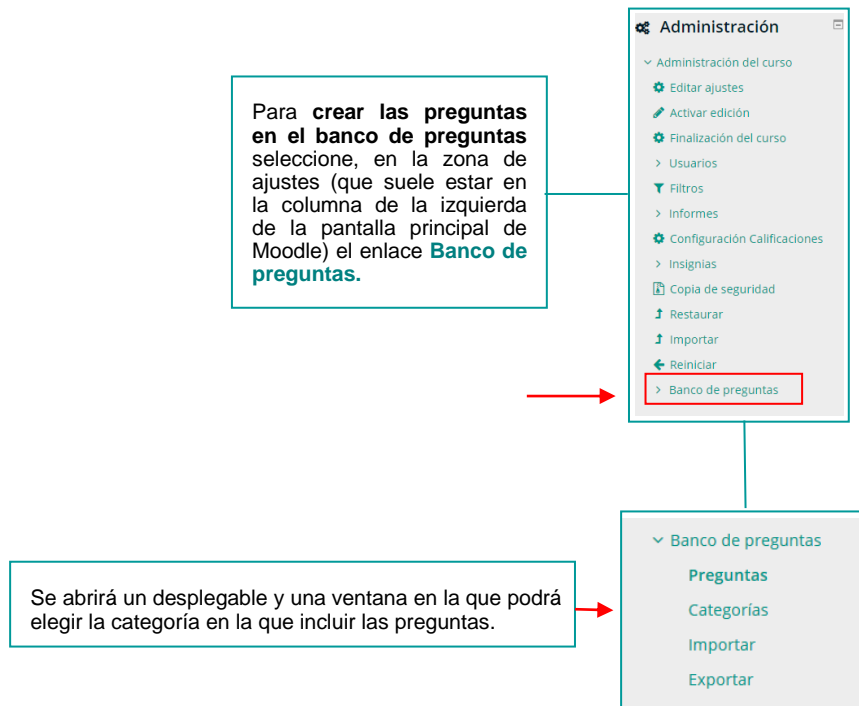 Administración
Administración del curso
Editar ajustes
Activar edición
Finalización del curso
Usuarios
Filtros
Informes
Configuración Calificaciones
Insignias
Copia de seguridad
Restaurar
Importar
Reiniciar
Banco de preguntas
Para crear las preguntas
en el banco de preguntas
seleccione, en la zona de
ajustes (que suele estar en
la columna de la izquierda
de la pantalla principal de
Moodle) el enlace Banco de
preguntas.
Banco de preguntas
Preguntas
Categorías
Importar
Exportar
Se abrirá un desplegable y una ventana en la que podrá
elegir la categoría en la que incluir las preguntas.